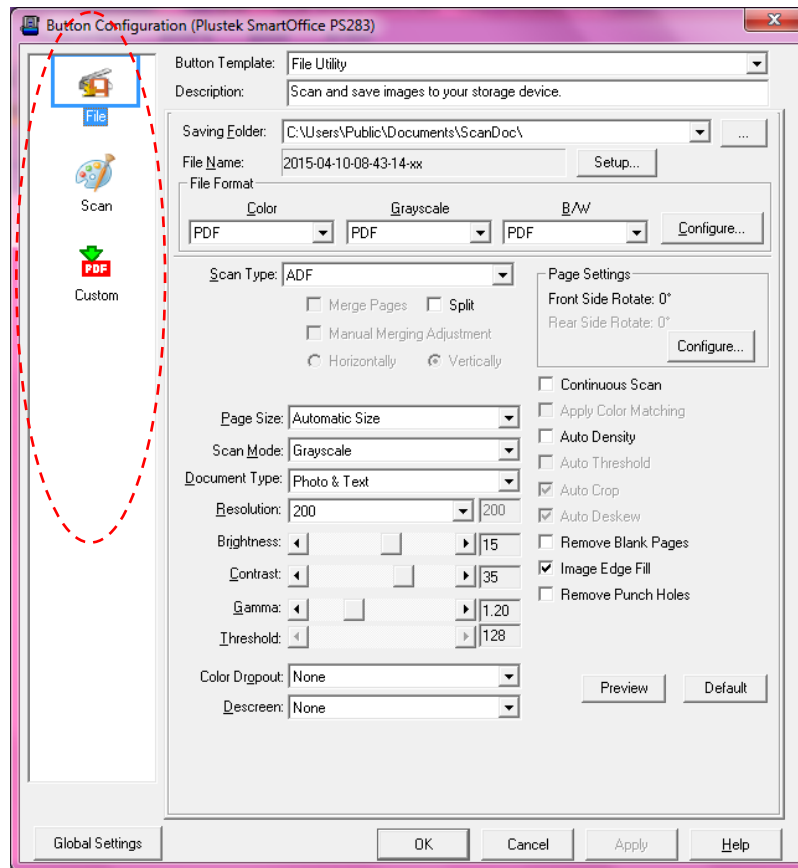 Button Configuration (Plustek SmartOffice PS283)
File
Scan
PDF
Custom
Button Template: File Utility
Description: Scan and save images to your storage device.
Saving Folder: C:\Users\Public\Documents\ScanDoc\ ...
File Name: 2015-04-10-08-43-14-xx Setup...
File Format
Color Grayscale B/W
PDF PDF PDF Configure...
Scan Type: ADF
Merge Pages Split
Manual Merging Adjustment
Horizontally Vertically
Page Settings
Front Side Rotate: 0°
Rear Side Rotate: 0°
Configure...
Page Size: Automatic Size
Scan Mode: Grayscale
Document Type: Photo & Text
Resolution: 200 200
Brightness: 15
Contrast: 35
Gamma: 1.20
Threshold: 128
Color Dropout: None
Descreen: None
Continuous Scan
Apply Color Matching
Auto Density
Auto Threshold
Auto Crop
Auto Deskew
Remove Blank Pages
Image Edge Fill
Remove Punch Holes
Preview Default
Global Settings OK Cancel Apply Help